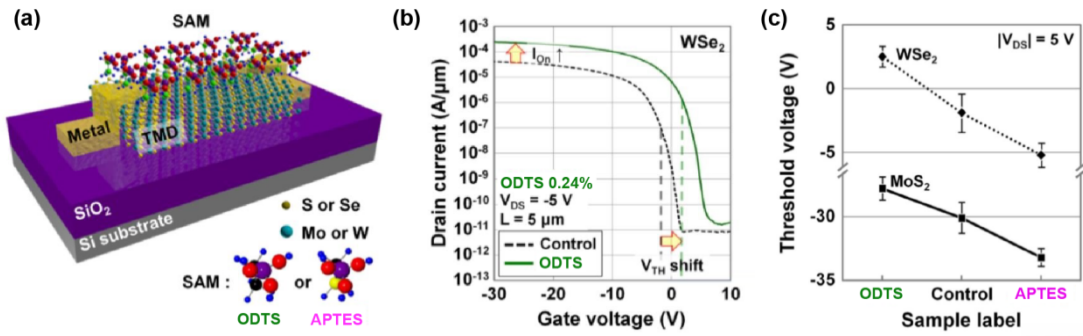 (a)
SAM
Metal
TMD
SiO₂
Si substrate
S or Se
Mo or W
SAM :
or
ODTS
APTES
(b)
Drain current (A/μm)
10⁻³
10⁻⁴
10⁻⁵
10⁻⁶
10⁻⁷
10⁻⁸
10⁻⁹
10⁻¹⁰
10⁻¹¹
10⁻¹²
10⁻¹³
WSe₂
I_ON ↑
ODTS 0.24%
V_DS = -5 V
L = 5 μm
Control
ODTS
V_TH shift
-30
-20
-10
0
10
Gate voltage (V)
(c)
Threshold voltage (V)
5
0
-5
-30
-35
|V_DS| = 5 V
WSe₂
MoS₂
ODTS
Control
APTES
Sample label